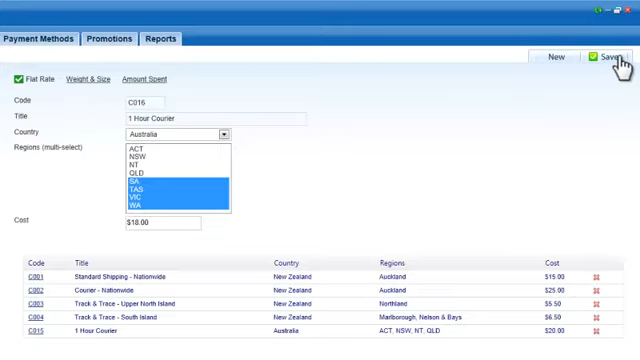 Payment Methods Promotions Reports
New Save
Flat Rate Weight & Size Amount Spent
Code C016
Title 1 Hour Courier
Country Australia
Regions (multi-select) ACT
NSW
NT
QLD
SA
TAS
VIC
WA
Cost $18.00
Code Title Country Regions Cost
C001 Standard Shipping - Nationwide New Zealand Auckland $15.00
C002 Courier - Nationwide New Zealand Auckland $25.00
C003 Track & Trace - Upper North Island New Zealand Northland $5.50
C004 Track & Trace - South Island New Zealand Marlborough, Nelson & Bays $6.50
C015 1 Hour Courier Australia ACT, NSW, NT, QLD $20.00